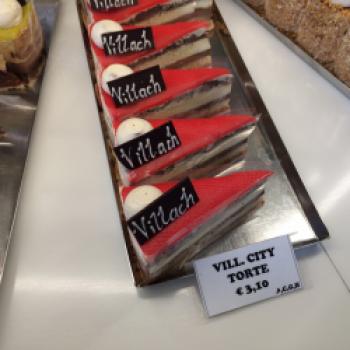 Villach
Villach
Villach
Villach
Villach
VILL. CITY
TORTE
€ 3,10
A,C,G,H